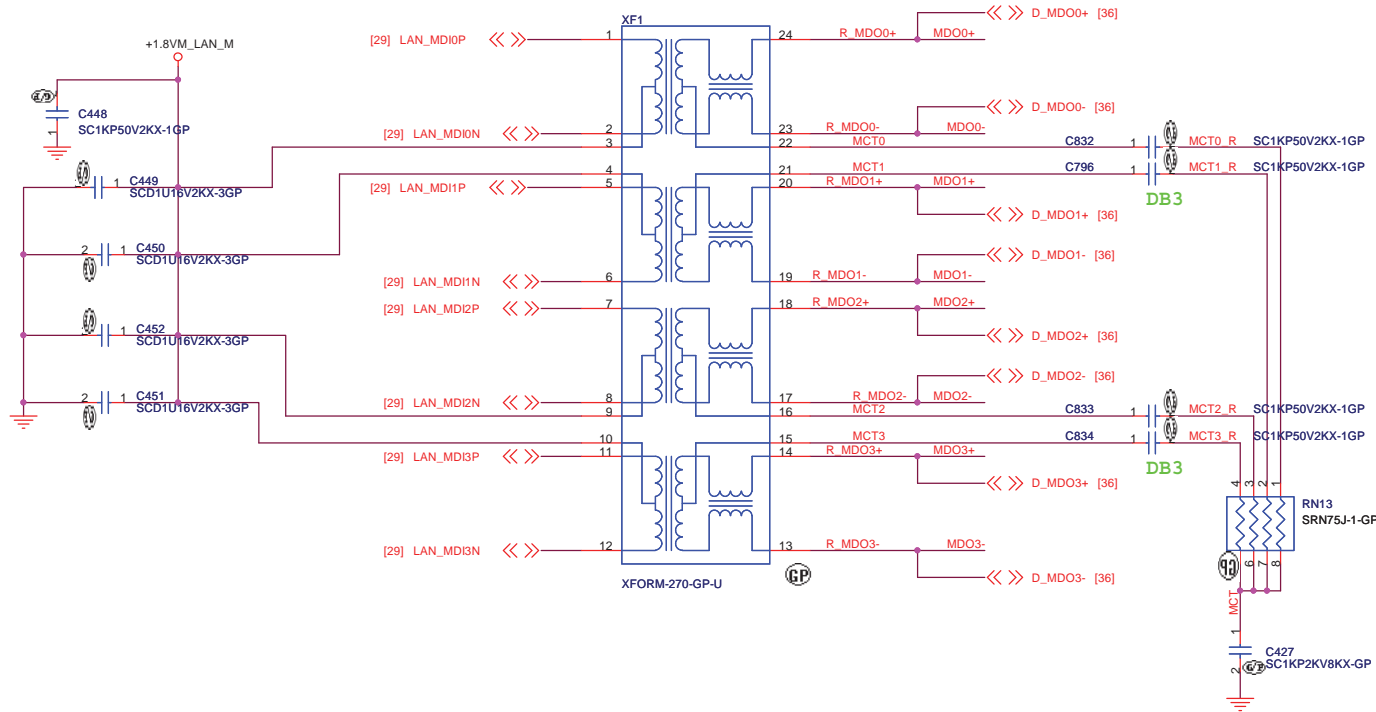 XF1
XFORM-270-GP-U
GP
+1.8VM_LAN_M
C448
SC1KP50V2KX-1GP
1
C449
SCD1U16V2KX-3GP
1
C450
SCD1U16V2KX-3GP
2 1
C452
SCD1U16V2KX-3GP
1
C451
SCD1U16V2KX-3GP
2 1
[29] LAN_MDI0P
1
[29] LAN_MDI0N
2
3
4
[29] LAN_MDI1P
5
[29] LAN_MDI1N
6
[29] LAN_MDI2P
7
[29] LAN_MDI2N
8
9
10
[29] LAN_MDI3P
11
[29] LAN_MDI3N
12
D_MDO0+ [36]
24 R_MDO0+ MDO0+
D_MDO0- [36]
23 R_MDO0- MDO0-
22 MCT0 C832 1 MCT0_R SC1KP50V2KX-1GP
21 MCT1 C796 1 MCT1_R SC1KP50V2KX-1GP
20 R_MDO1+ MDO1+
DB3
D_MDO1+ [36]
D_MDO1- [36]
19 R_MDO1- MDO1-
18 R_MDO2+ MDO2+
D_MDO2+ [36]
D_MDO2- [36]
17 R_MDO2- MDO2-
16 MCT2 C833 1 MCT2_R SC1KP50V2KX-1GP
15 MCT3 C834 1 MCT3_R SC1KP50V2KX-1GP
14 R_MDO3+ MDO3+
DB3
D_MDO3+ [36]
13 R_MDO3- MDO3-
D_MDO3- [36]
4 3 2 1
RN13
SRN75J-1-GP
6 7 8
GP
MCT
1
C427
SC1KP2KV8KX-GP
2